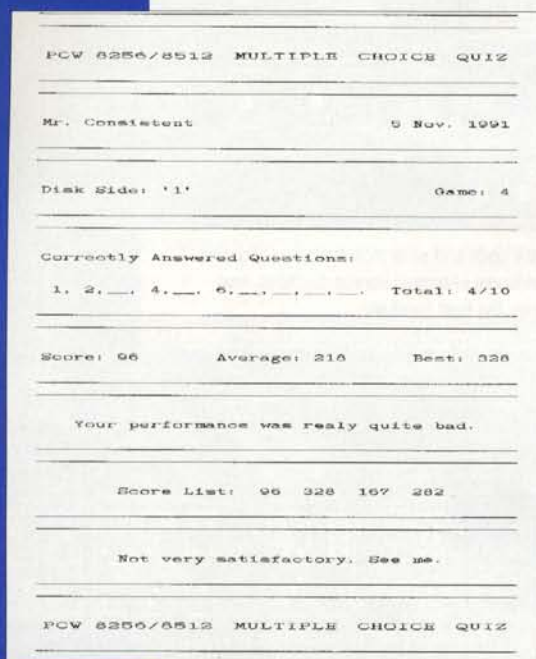 PCW 8256/8512 MULTIPLE CHOICE QUIZ
Mr. Consistent 5 Nov. 1991
Disk Side: '1' Game: 4
Correctly Answered Questions:
1, 2,__, 4,__, 6,__,__,__,__. Total: 4/10
Score: 96 Average: 218 Best: 328
Your performance was realy quite bad.
Score List: 96 328 167 282
Not very satisfactory. See me.
PCW 8256/8512 MULTIPLE CHOICE QUIZ